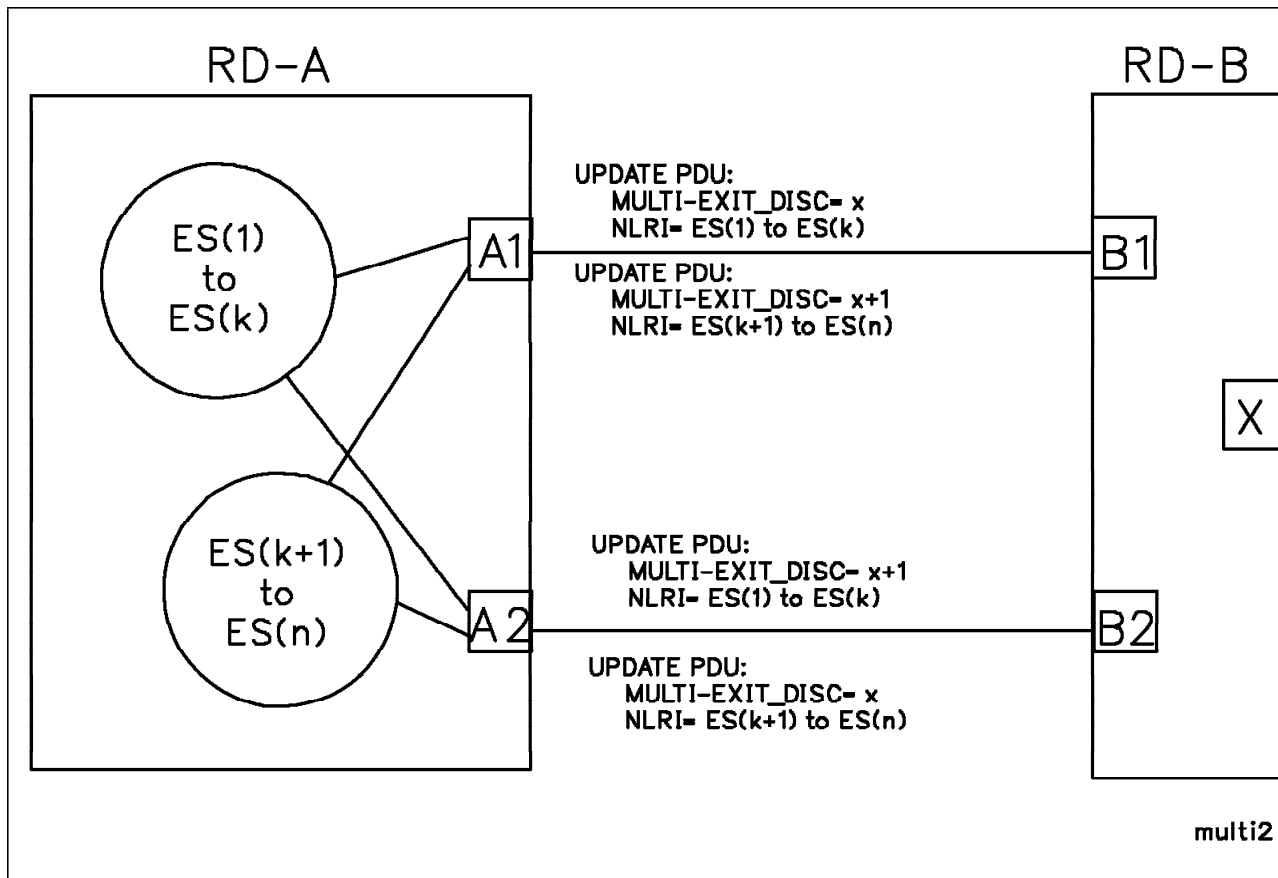 RD-A
RD-B
ES(1)
to
ES(k)
A1
UPDATE PDU:
MULTI-EXIT_DISC= x
NLRI= ES(1) to ES(k)
UPDATE PDU:
MULTI-EXIT_DISC= x+1
NLRI= ES(k+1) to ES(n)
B1
X
ES(k+1)
to
ES(n)
A2
UPDATE PDU:
MULTI-EXIT_DISC= x+1
NLRI= ES(1) to ES(k)
UPDATE PDU:
MULTI-EXIT_DISC= x
NLRI= ES(k+1) to ES(n)
B2
multi2